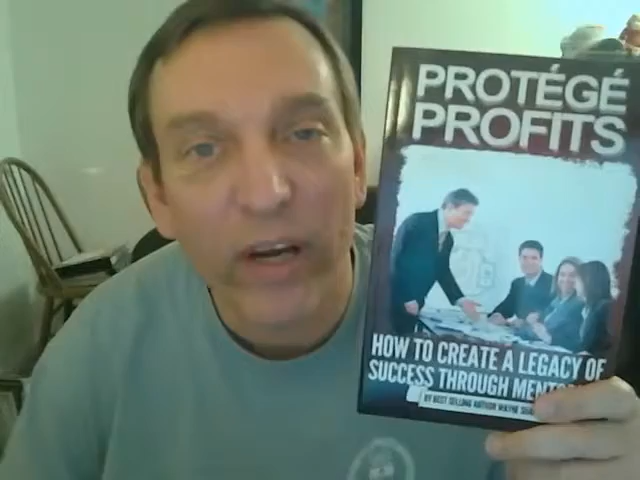 PROTÉGÉ
PROFITS
HOW TO CREATE A LEGACY OF
SUCCESS THROUGH
BY BEST SELLING AUTHOR WAYNE